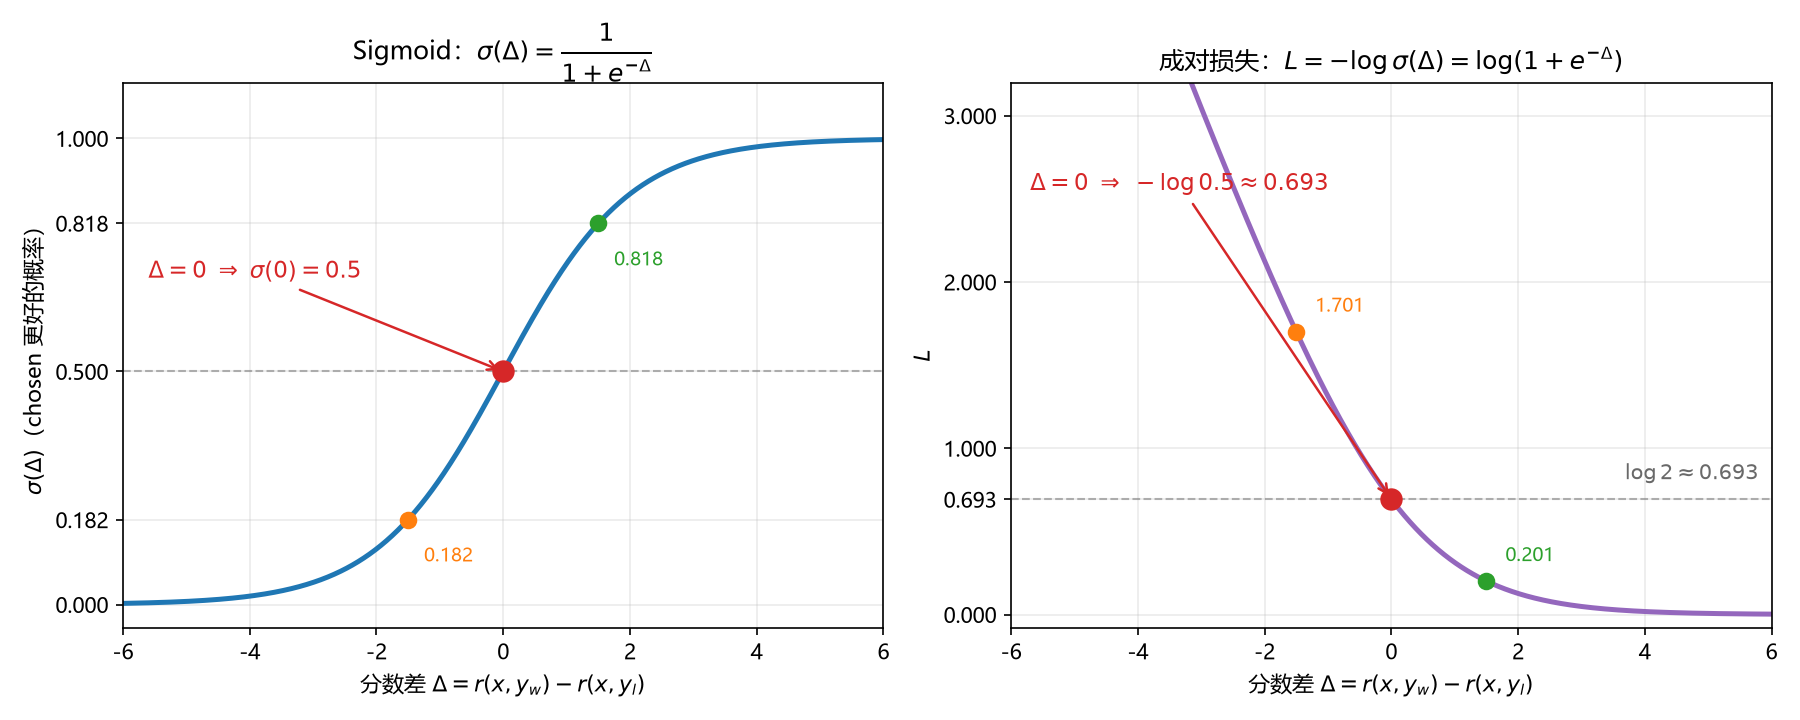 Sigmoid：σ(Δ) = 1 / (1 + e^{−Δ})
σ(Δ)（chosen 更好的概率）
1.000
0.818
0.500
0.182
0.000
Δ = 0 ⇒ σ(0) = 0.5
0.818
0.182
-6 -4 -2 0 2 4 6
分数差 Δ = r(x, y_w) − r(x, y_l)
成对损失：L = −log σ(Δ) = log(1 + e^{−Δ})
L
3.000
2.000
1.000
0.693
0.000
Δ = 0 ⇒ − log 0.5 ≈ 0.693
1.701
log 2 ≈ 0.693
0.201
-6 -4 -2 0 2 4 6
分数差 Δ = r(x, y_w) − r(x, y_l)